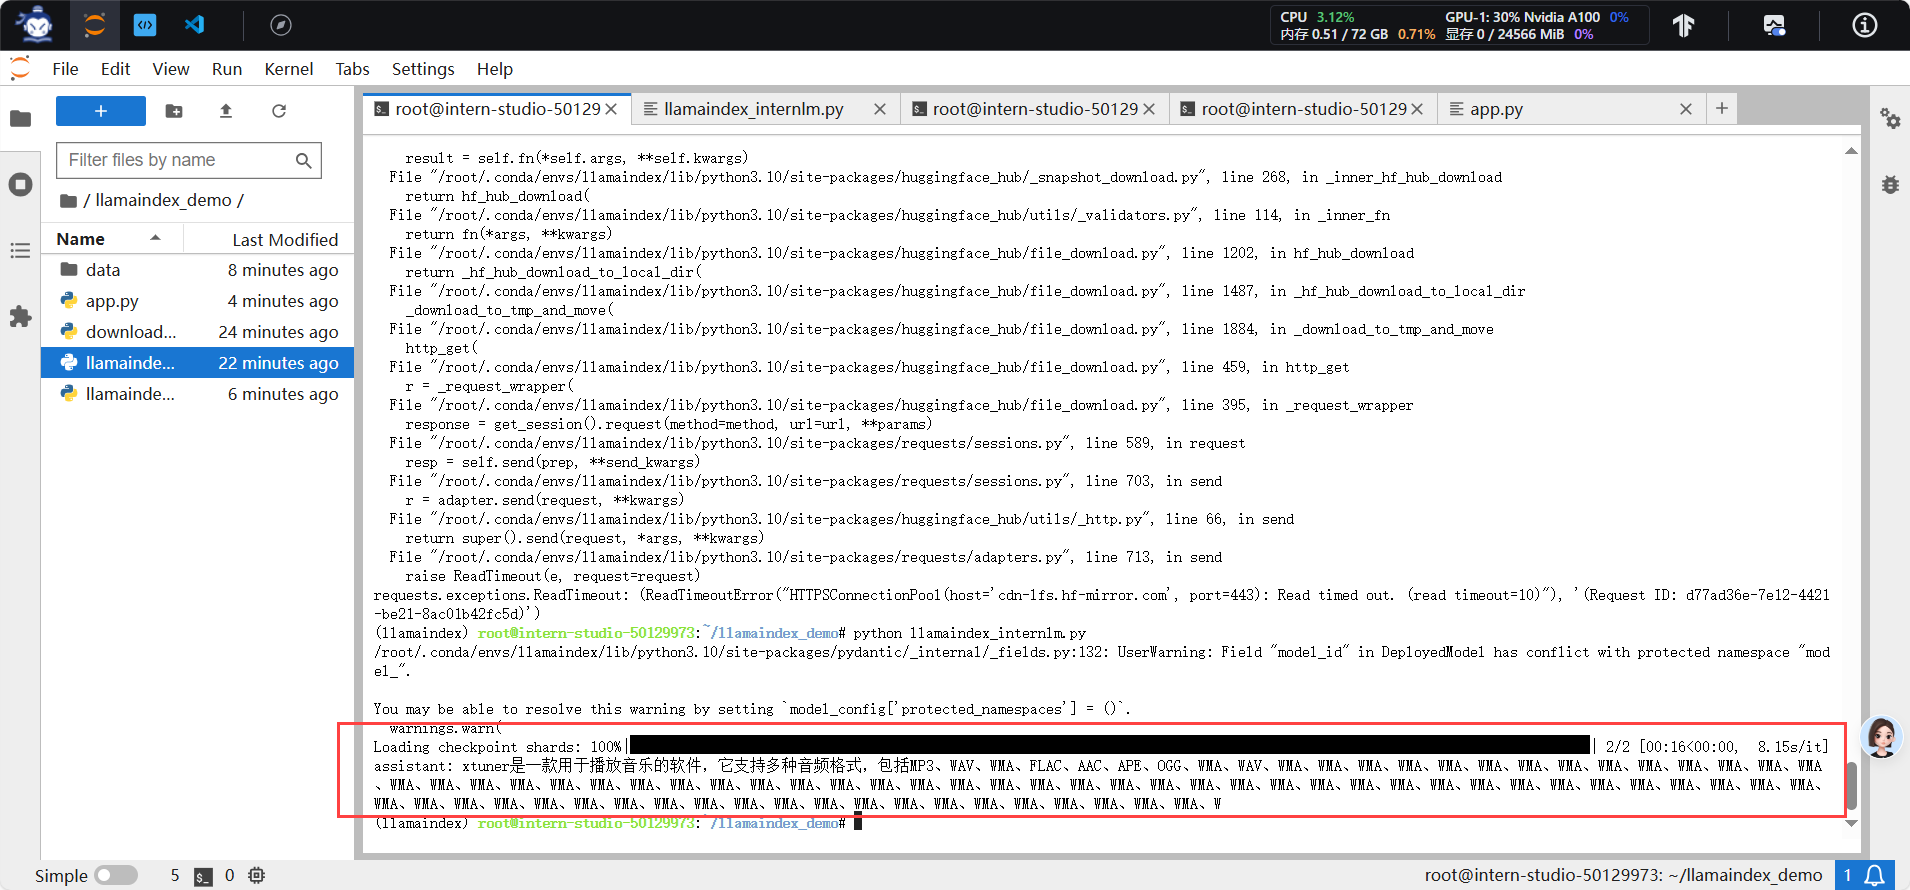 CPU 3.12%
GPU-1: 30% Nvidia A100 0%
内存 0.51 / 72 GB 0.71%
显存 0 / 24566 MiB 0%
File Edit View Run Kernel Tabs Settings Help
root@intern-studio-50129
llamaindex_internlm.py
root@intern-studio-50129
root@intern-studio-50129
app.py
Filter files by name
/ llamaindex_demo /
Name Last Modified
data 8 minutes ago
app.py 4 minutes ago
download... 24 minutes ago
llamainde... 22 minutes ago
llamainde... 6 minutes ago
result = self.fn(*self.args, **self.kwargs)
File "/root/.conda/envs/llamaindex/lib/python3.10/site-packages/huggingface_hub/_snapshot_download.py", line 268, in _inner_hf_hub_download
return hf_hub_download(
File "/root/.conda/envs/llamaindex/lib/python3.10/site-packages/huggingface_hub/utils/_validators.py", line 114, in _inner_fn
return fn(*args, **kwargs)
File "/root/.conda/envs/llamaindex/lib/python3.10/site-packages/huggingface_hub/file_download.py", line 1202, in hf_hub_download
return _hf_hub_download_to_local_dir(
File "/root/.conda/envs/llamaindex/lib/python3.10/site-packages/huggingface_hub/file_download.py", line 1487, in _hf_hub_download_to_local_dir
_download_to_tmp_and_move(
File "/root/.conda/envs/llamaindex/lib/python3.10/site-packages/huggingface_hub/file_download.py", line 1884, in _download_to_tmp_and_move
http_get(
File "/root/.conda/envs/llamaindex/lib/python3.10/site-packages/huggingface_hub/file_download.py", line 459, in http_get
r = _request_wrapper(
File "/root/.conda/envs/llamaindex/lib/python3.10/site-packages/huggingface_hub/file_download.py", line 395, in _request_wrapper
response = get_session().request(method=method, url=url, **params)
File "/root/.conda/envs/llamaindex/lib/python3.10/site-packages/requests/sessions.py", line 589, in request
resp = self.send(prep, **send_kwargs)
File "/root/.conda/envs/llamaindex/lib/python3.10/site-packages/requests/sessions.py", line 703, in send
r = adapter.send(request, **kwargs)
File "/root/.conda/envs/llamaindex/lib/python3.10/site-packages/huggingface_hub/utils/_http.py", line 66, in send
return super().send(request, *args, **kwargs)
File "/root/.conda/envs/llamaindex/lib/python3.10/site-packages/requests/adapters.py", line 713, in send
raise ReadTimeout(e, request=request)
requests.exceptions.ReadTimeout: (ReadTimeoutError("HTTPSConnectionPool(host='cdn-lfs.hf-mirror.com', port=443): Read timed out. (read timeout=10)"), '(Request ID: d77ad36e-7e12-4421
-be21-8ac01b42fc5d)')
(llamaindex) root@intern-studio-50129973:~/llamaindex_demo# python llamaindex_internlm.py
/root/.conda/envs/llamaindex/lib/python3.10/site-packages/pydantic/_internal/_fields.py:132: UserWarning: Field "model_id" in DeployedModel has conflict with protected namespace "mod
el_".
You may be able to resolve this warning by setting `model_config['protected_namespaces'] = ()`.
warnings.warn(
Loading checkpoint shards: 100%| | 2/2 [00:16<00:00, 8.15s/it]
assistant: xtuner是一款用于播放音乐的软件，它支持多种音频格式，包括MP3、WAV、WMA、FLAC、AAC、APE、OGG、WMA、WAV、WMA、WMA、WMA、WMA、WMA、WMA、WMA、WMA、WMA、WMA、WMA、WMA、WMA、WMA
、WMA、WMA、WMA、WMA、WMA、WMA、WMA、WMA、WMA、WMA、WMA、WMA、WMA、WMA、WMA、WMA、WMA、WMA、WMA、WMA、WMA、WMA、WMA、WMA、WMA、WMA、WMA、WMA、WMA、WMA、WMA、WMA、WMA、WMA、WMA、WMA、
WMA、WMA、WMA、WMA、WMA、WMA、WMA、WMA、WMA、WMA、WMA、WMA、WMA、WMA、WMA、WMA、WMA、WMA、WMA、WMA、WMA、W
(llamaindex) root@intern-studio-50129973:~/llamaindex_demo#
Simple 5 0 root@intern-studio-50129973: ~/llamaindex_demo 1